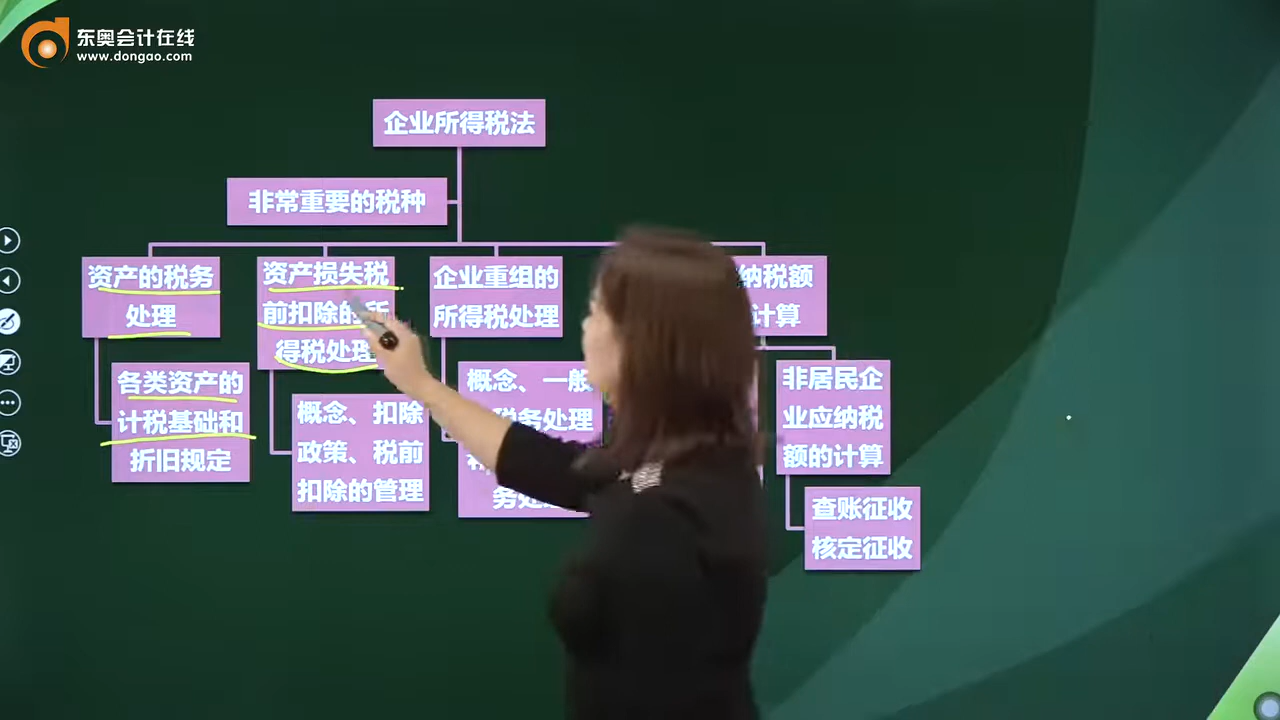 东奥会计在线
www.dongao.com
企业所得税法
非常重要的税种
资产的税务
处理
资产损失税
前扣除的所
得税处理
企业重组的
所得税处理
纳税额
计算
各类资产的
计税基础和
折旧规定
概念、扣除
政策、税前
扣除的管理
概念、一般
税务处理
务处
非居民企
业应纳税
额的计算
查账征收
核定征收